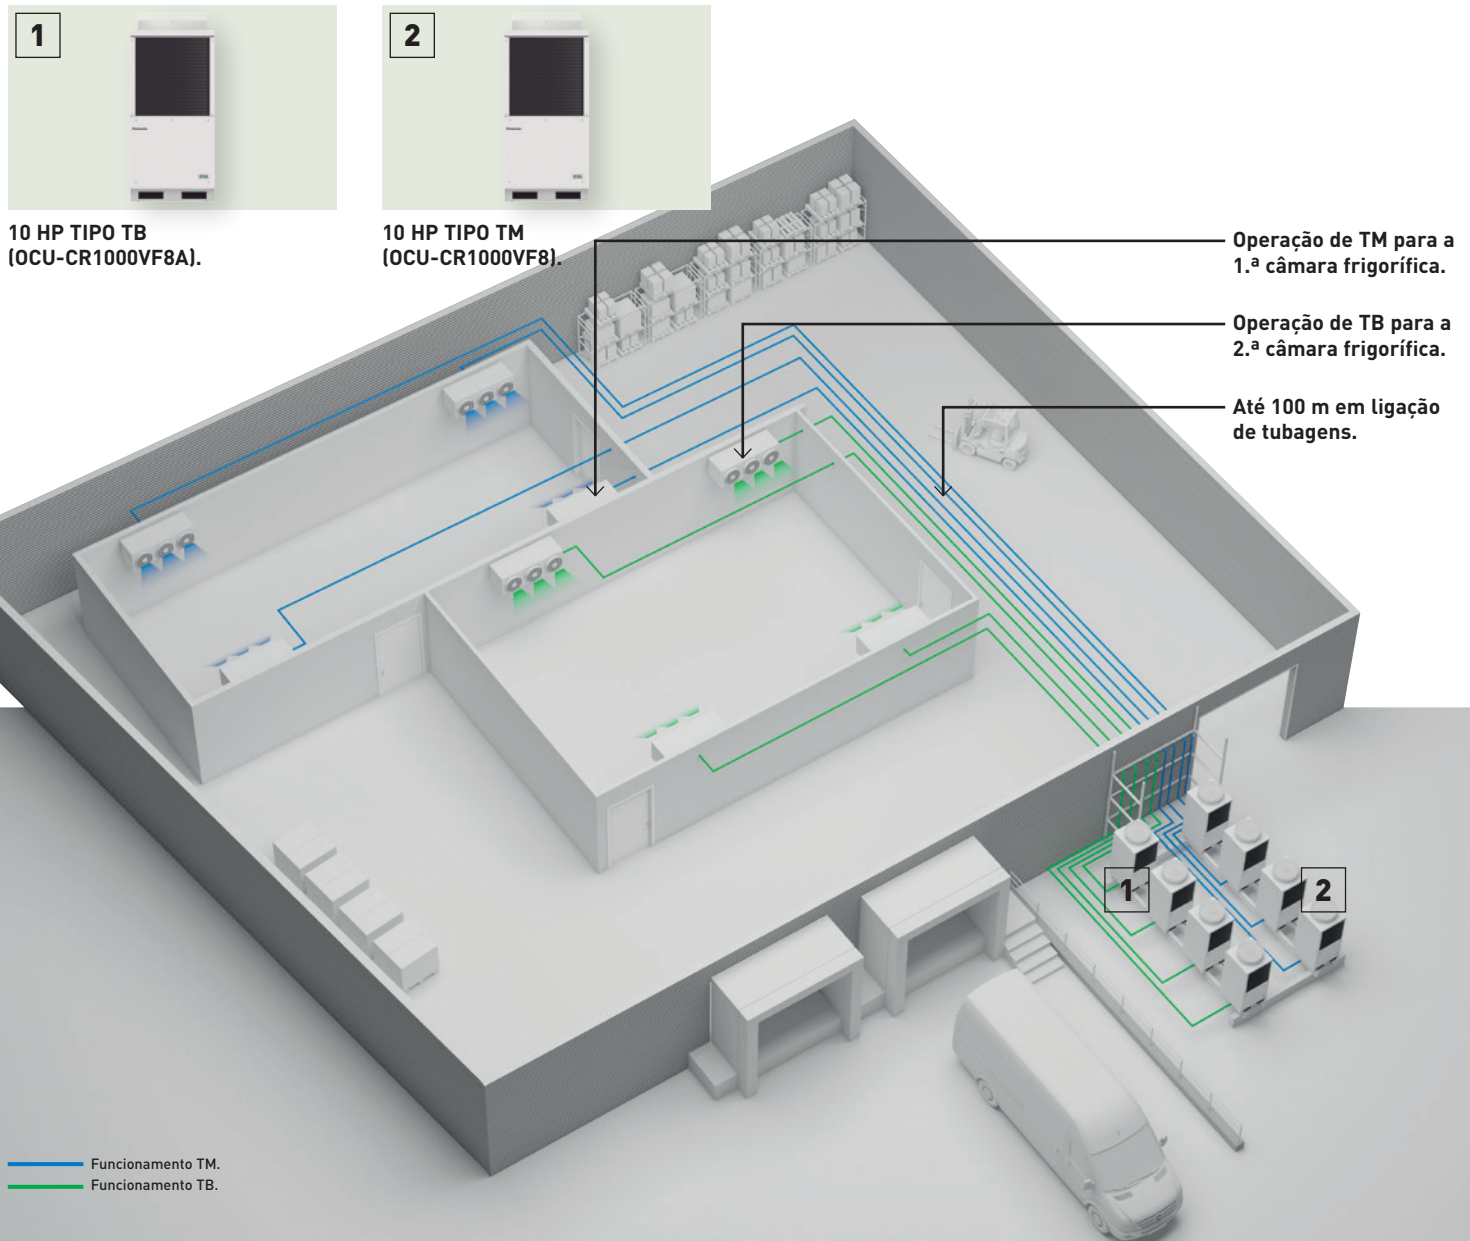 1
2
10 HP TIPO TB
(OCU-CR1000VF8A).
10 HP TIPO TM
(OCU-CR1000VF8).
Operação de TM para a
1.ª câmara frigorífica.
Operação de TB para a
2.ª câmara frigorífica.
Até 100 m em ligação
de tubagens.
1
2
Funcionamento TM.
Funcionamento TB.